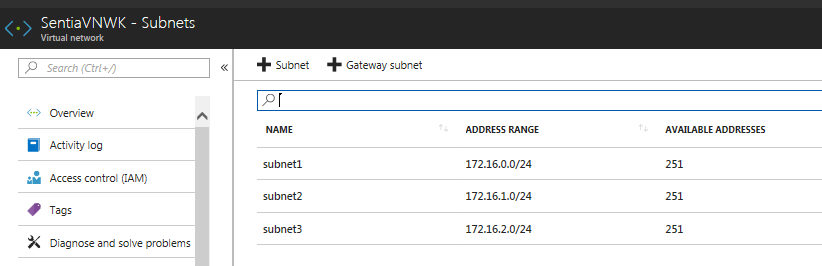 SentiaVNWK - Subnets
Virtual network
Search (Ctrl+/)
«
Subnet
Gateway subnet
Overview
Activity log
Access control (IAM)
Tags
Diagnose and solve problems
NAME ADDRESS RANGE AVAILABLE ADDRESSES
subnet1 172.16.0.0/24 251
subnet2 172.16.1.0/24 251
subnet3 172.16.2.0/24 251